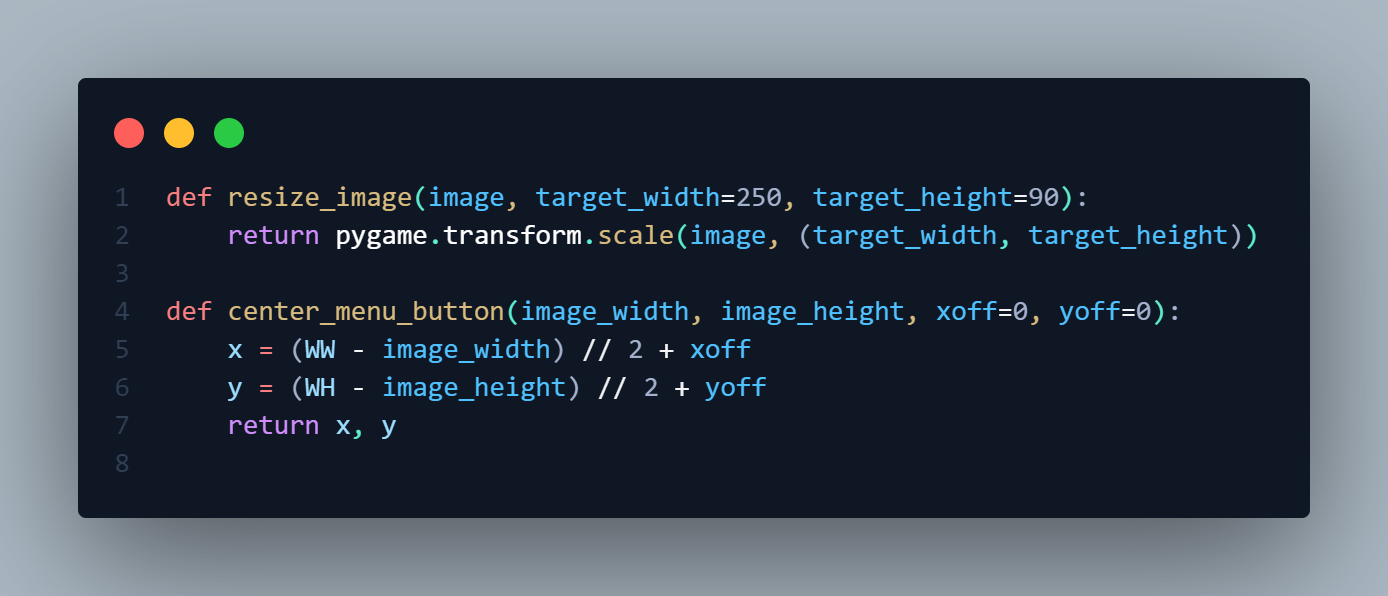 1 def resize_image(image, target_width=250, target_height=90):
2     return pygame.transform.scale(image, (target_width, target_height))
3
4 def center_menu_button(image_width, image_height, xoff=0, yoff=0):
5     x = (WW - image_width) // 2 + xoff
6     y = (WH - image_height) // 2 + yoff
7     return x, y
8